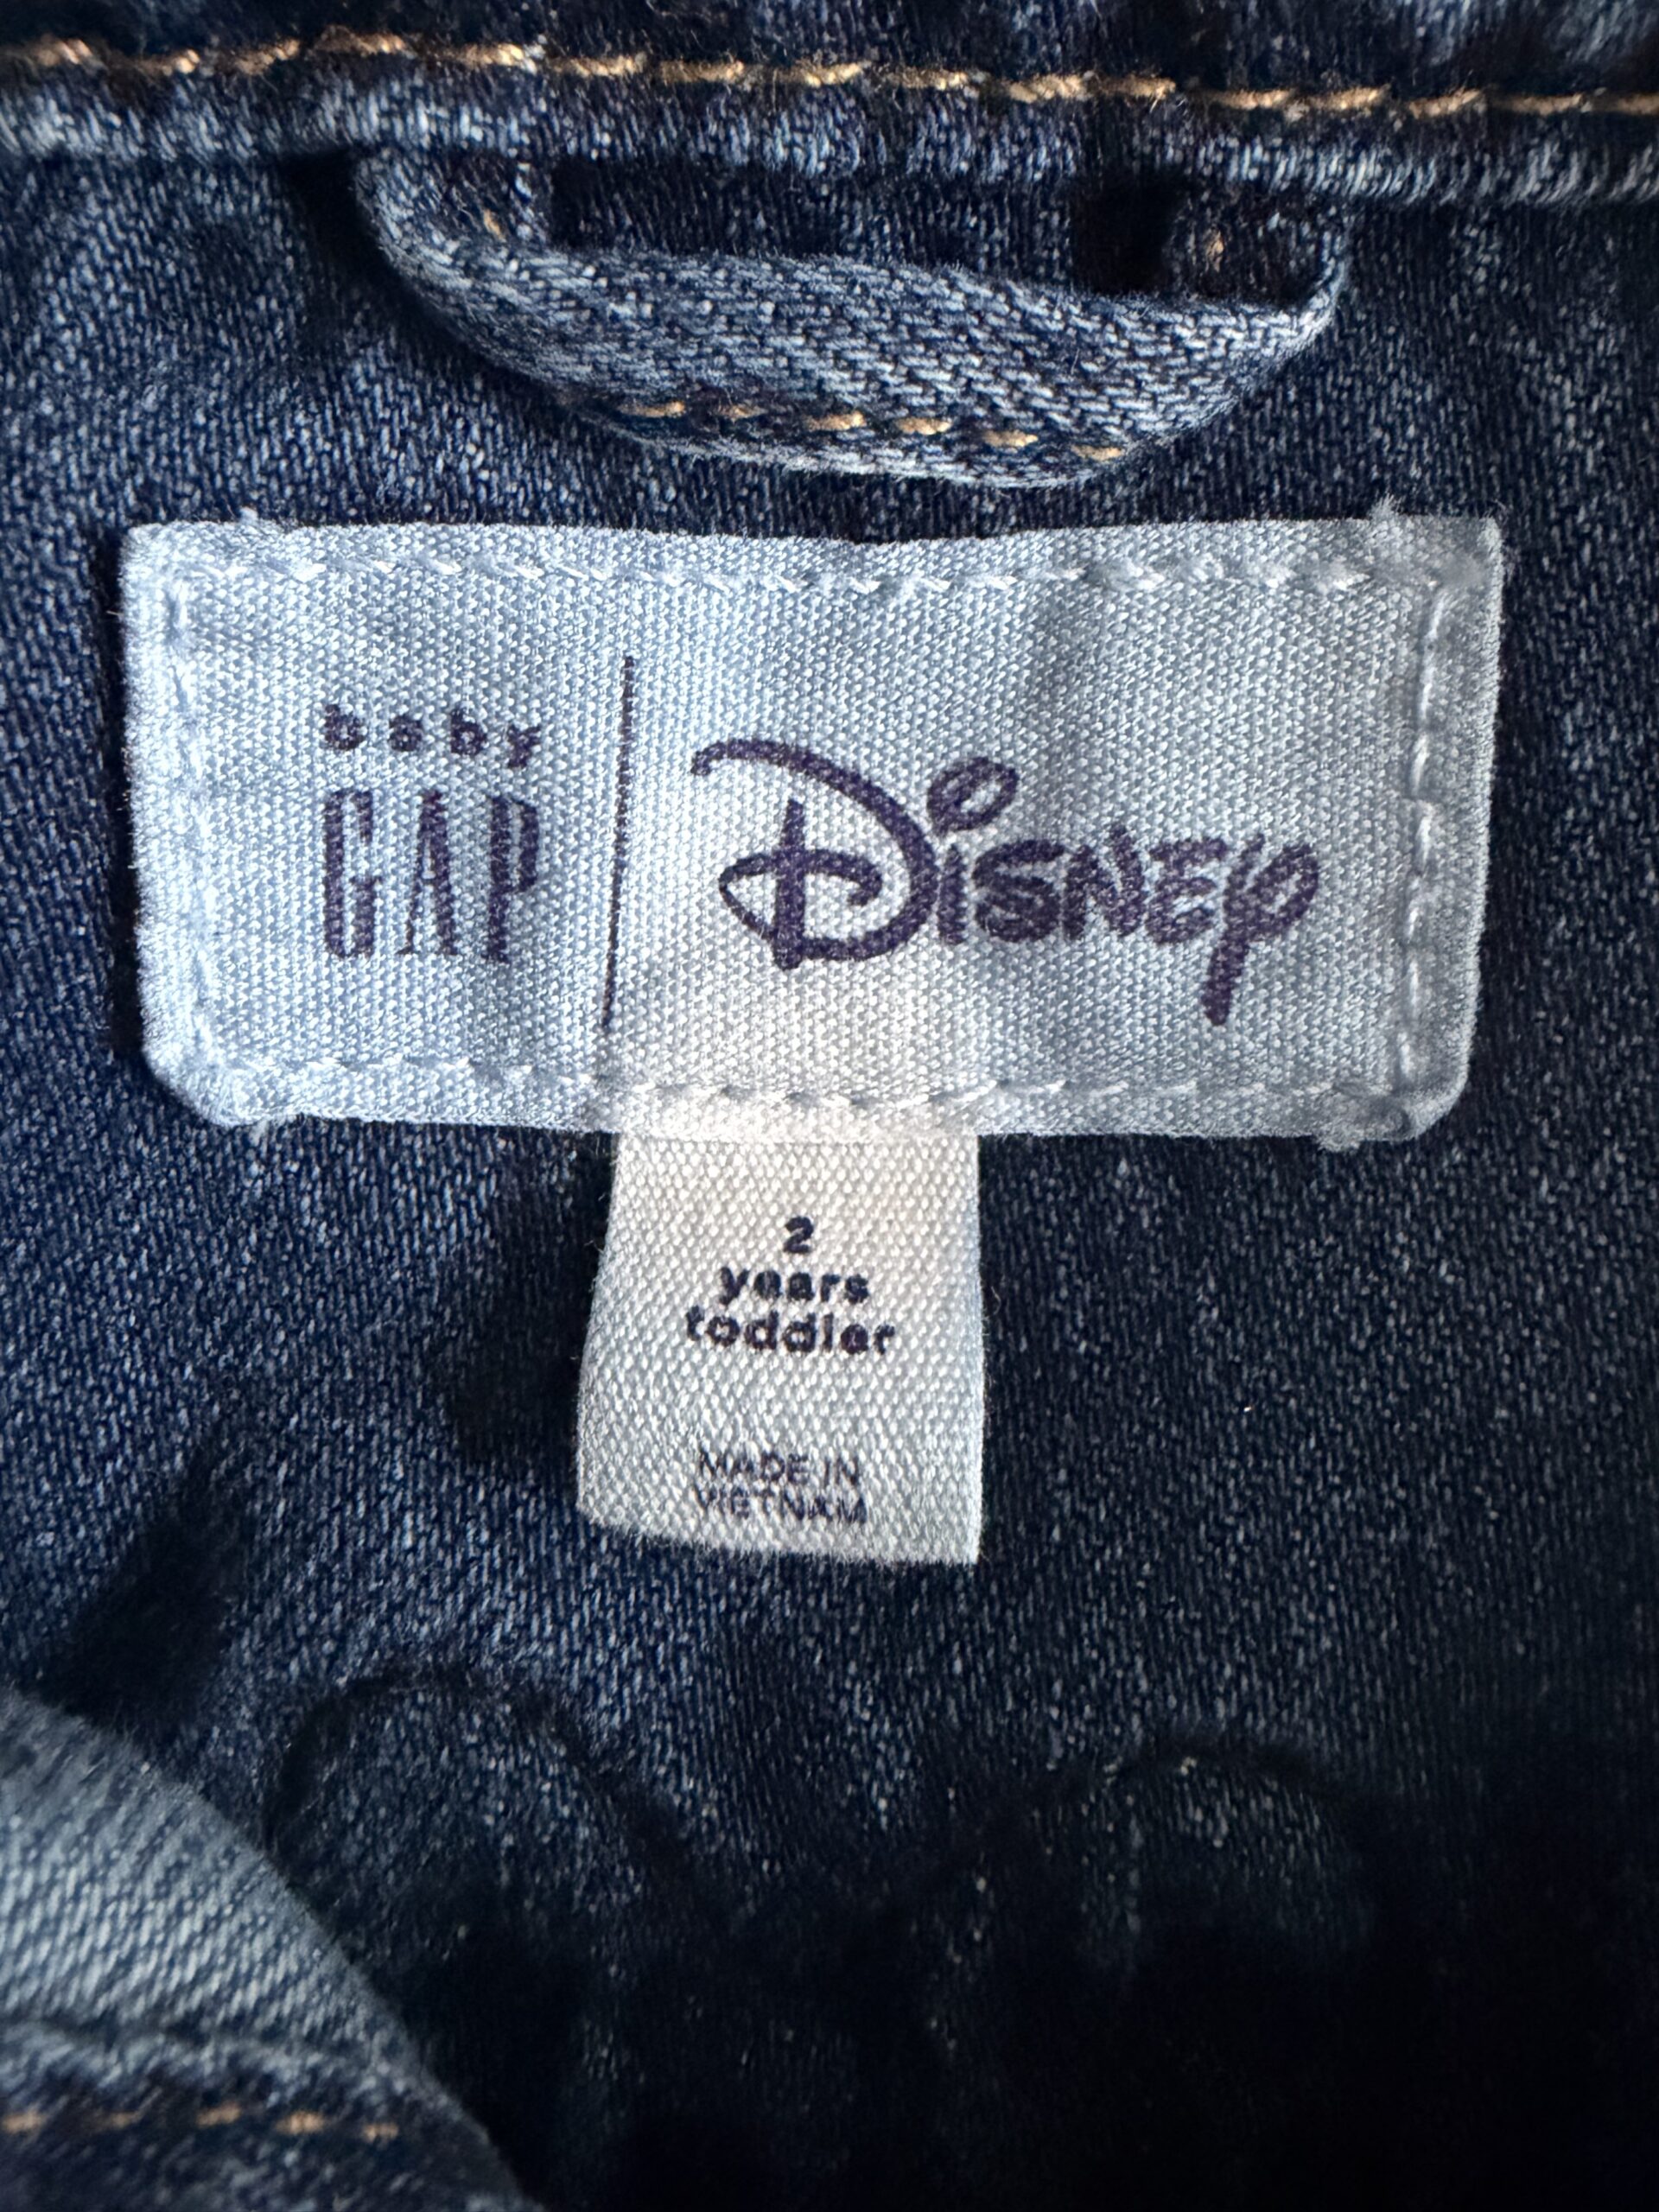 baby
GAP
Disney
2
years
toddler
MADE IN
VIETNAM